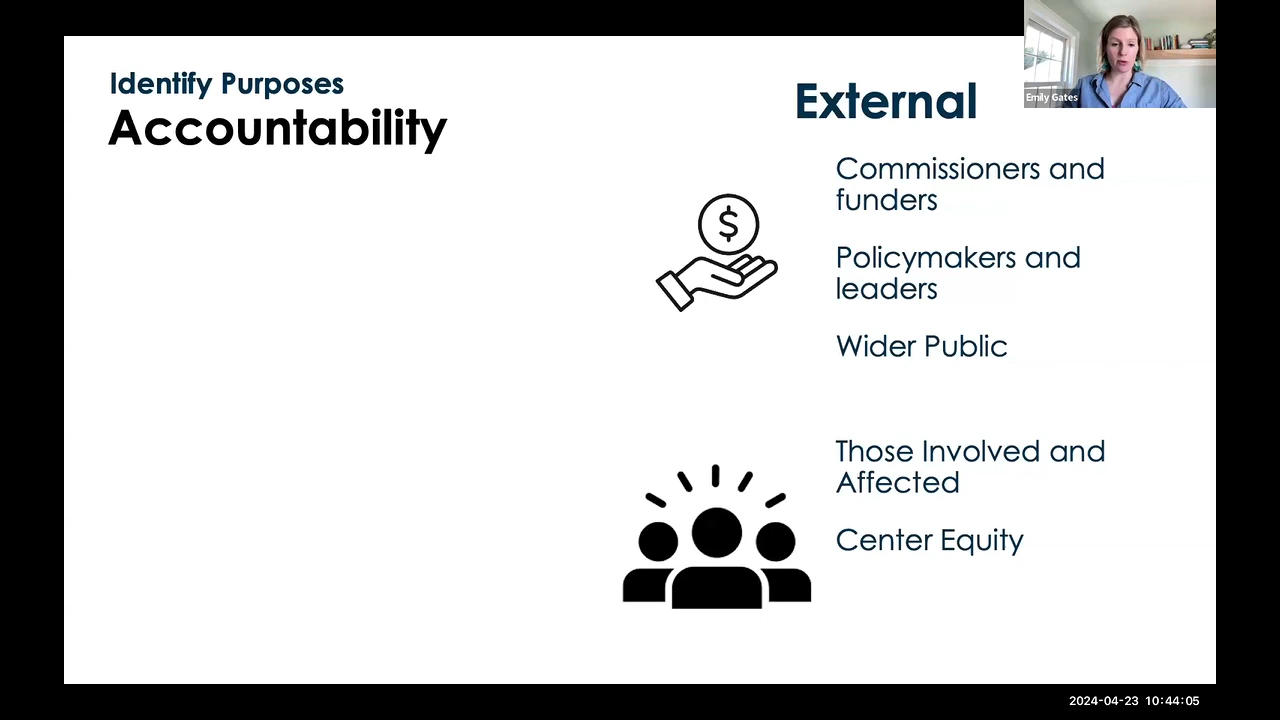 Identify Purposes
Accountability
External
Commissioners and
funders
$
Policymakers and
leaders
Wider Public
Those Involved and
Affected
Center Equity
Emily Gates
2024-04-23 10:44:05